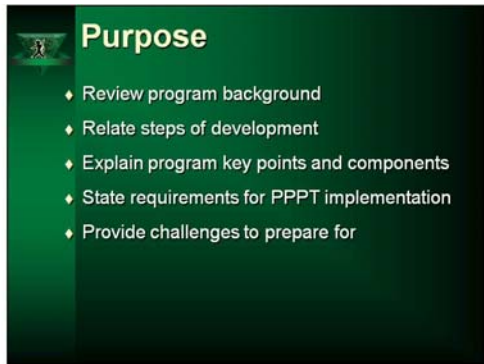 Purpose
Review program background
Relate steps of development
Explain program key points and components
State requirements for PPPT implementation
Provide challenges to prepare for